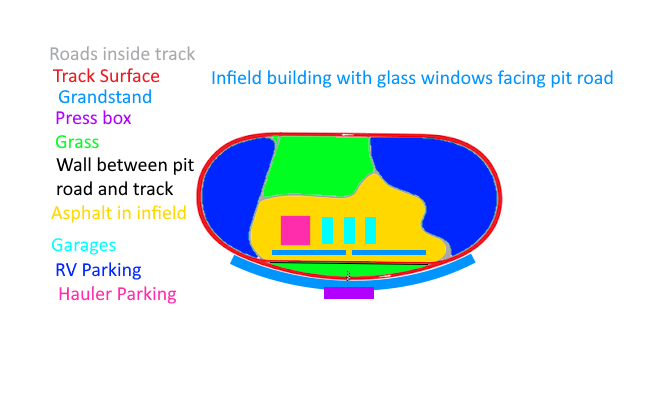 Roads inside track
Track Surface
Infield building with glass windows facing pit road
Grandstand
Press box
Grass
Wall between pit
road and track
Asphalt in infield
Garages
RV Parking
Hauler Parking